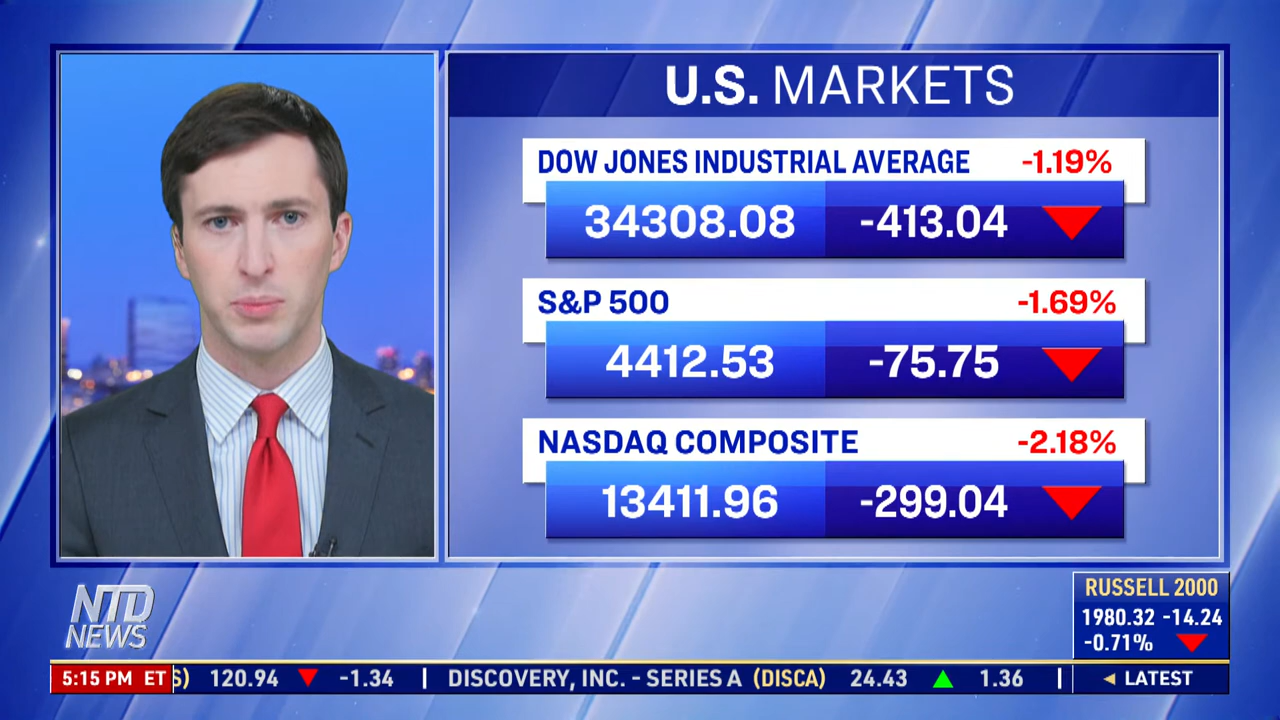 U.S. MARKETS
DOW JONES INDUSTRIAL AVERAGE -1.19%
34308.08 -413.04
S&P 500 -1.69%
4412.53 -75.75
NASDAQ COMPOSITE -2.18%
13411.96 -299.04
NTD
NEWS
RUSSELL 2000
1980.32 -14.24
-0.71%
5:15 PM ET S) 120.94 -1.34 | DISCOVERY, INC. - SERIES A (DISCA) 24.43 1.36 | LATEST